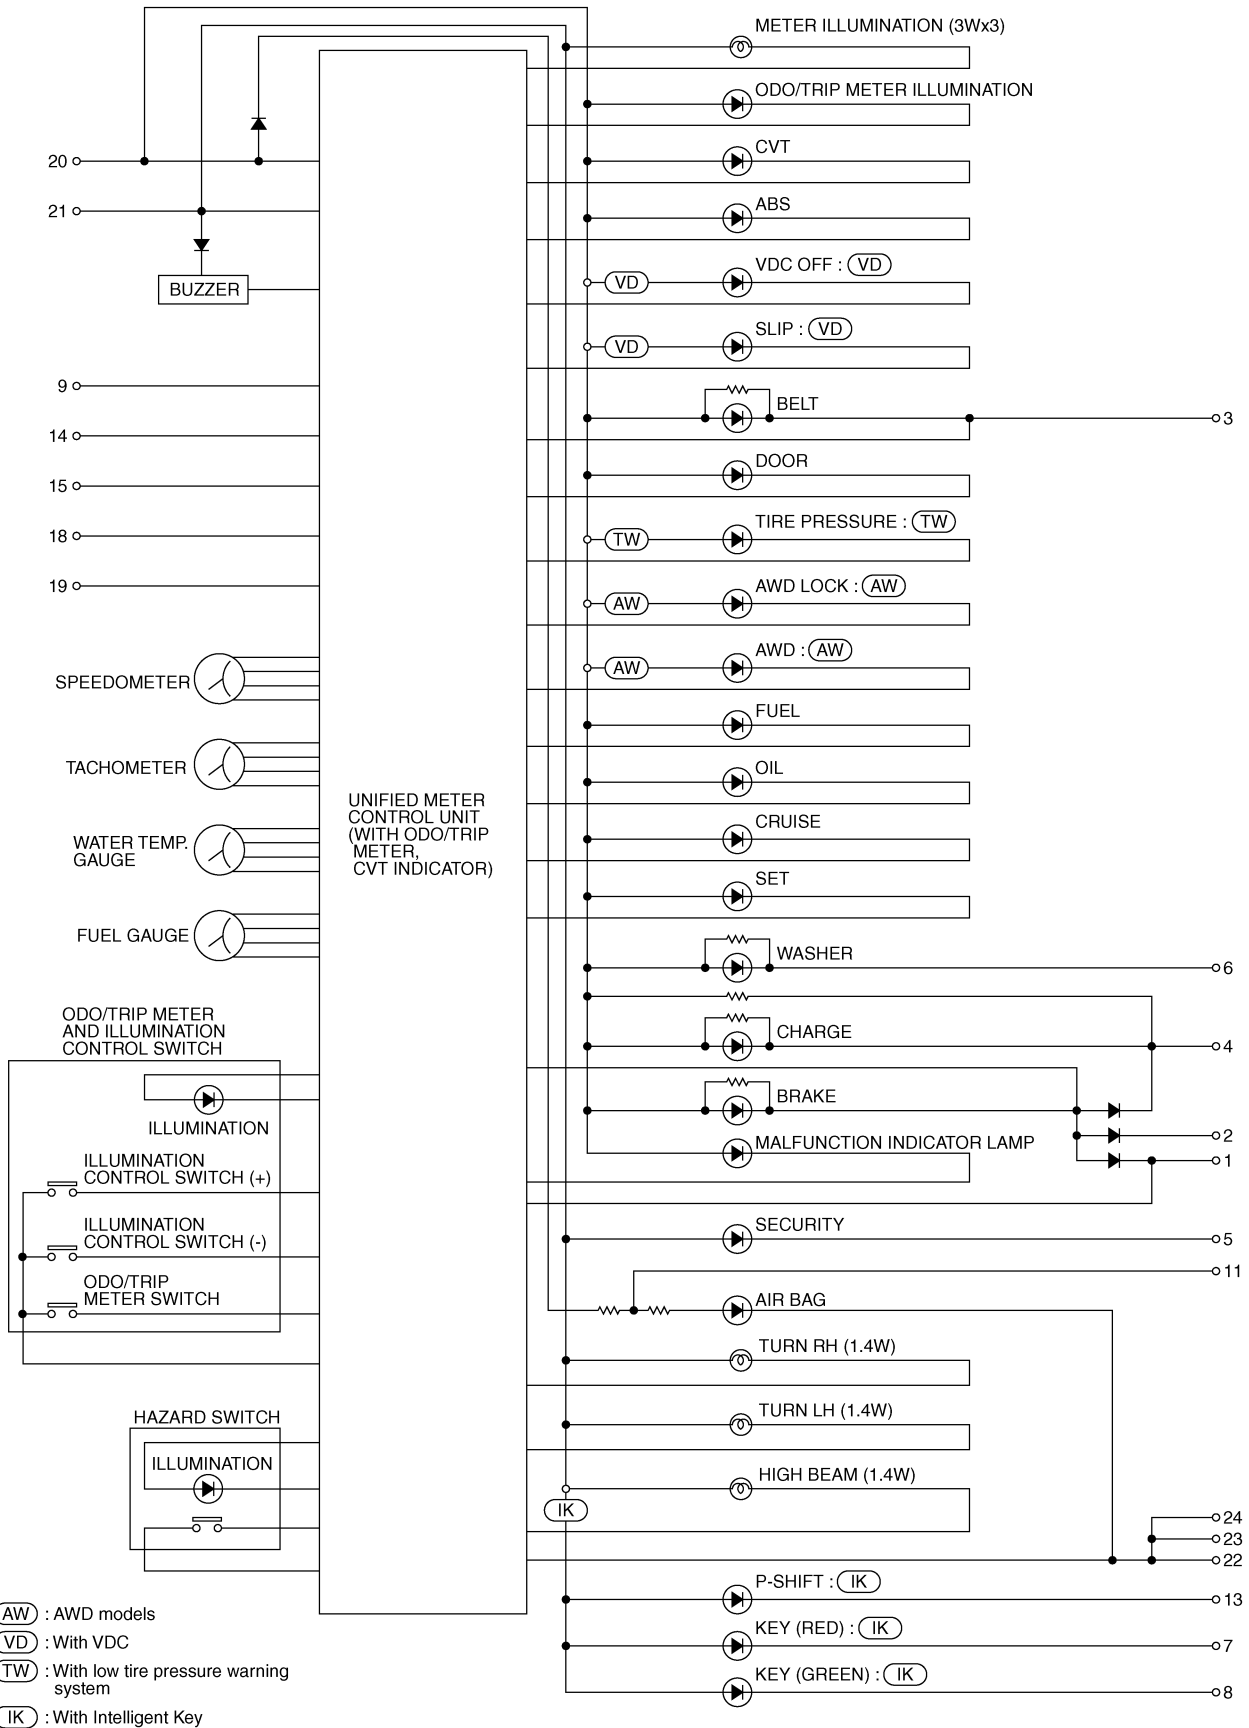 METER ILLUMINATION (3Wx3)
ODO/TRIP METER ILLUMINATION
CVT
20
ABS
21
VDC OFF : VD
VD
BUZZER
SLIP : VD
VD
9
BELT
3
14
DOOR
15
TIRE PRESSURE : TW
TW
18
19
AWD LOCK : AW
AW
AWD : AW
AW
SPEEDOMETER
FUEL
TACHOMETER
OIL
UNIFIED METER
CONTROL UNIT
(WITH ODO/TRIP
METER,
CVT INDICATOR)
CRUISE
WATER TEMP.
GAUGE
SET
FUEL GAUGE
WASHER
6
ODO/TRIP METER
AND ILLUMINATION
CONTROL SWITCH
CHARGE
4
BRAKE
ILLUMINATION
2
MALFUNCTION INDICATOR LAMP
1
ILLUMINATION
CONTROL SWITCH (+)
ILLUMINATION
CONTROL SWITCH (-)
SECURITY
5
11
ODO/TRIP
METER SWITCH
AIR BAG
TURN RH (1.4W)
HAZARD SWITCH
TURN LH (1.4W)
ILLUMINATION
HIGH BEAM (1.4W)
IK
24
23
22
P-SHIFT : IK
13
KEY (RED) : IK
7
KEY (GREEN) : IK
8
AW : AWD models
VD : With VDC
TW : With low tire pressure warning
system
IK : With Intelligent Key